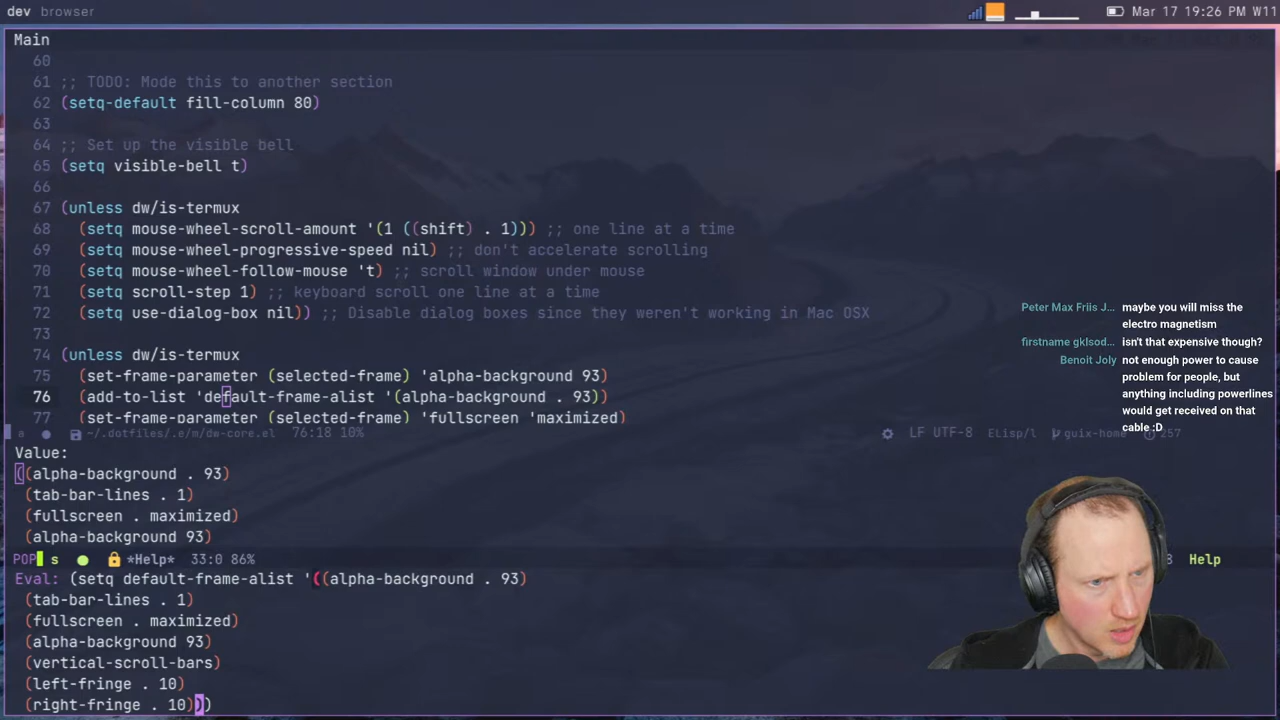 dev browser
Mar 17 19:26 PM W11
Main
60
61 ;; TODO: Mode this to another section
62 (setq-default fill-column 80)
63
64 ;; Set up the visible bell
65 (setq visible-bell t)
66
67 (unless dw/is-termux
68 (setq mouse-wheel-scroll-amount '(1 ((shift) . 1))) ;; one line at a time
69 (setq mouse-wheel-progressive-speed nil) ;; don't accelerate scrolling
70 (setq mouse-wheel-follow-mouse 't) ;; scroll window under mouse
71 (setq scroll-step 1) ;; keyboard scroll one line at a time
72 (setq use-dialog-box nil)) ;; Disable dialog boxes since they weren't working in Mac OSX
73
74 (unless dw/is-termux
75 (set-frame-parameter (selected-frame) 'alpha-background 93)
76 (add-to-list 'default-frame-alist '(alpha-background . 93))
77 (set-frame-parameter (selected-frame) 'fullscreen 'maximized)
a ~/.dotfiles/.e/m/dw-core.el 76:18 10% LF UTF-8 ELisp/l guix-home 257
Value:
((alpha-background . 93)
(tab-bar-lines . 1)
(fullscreen . maximized)
(alpha-background 93)
POP s *Help* 33:0 86% 8 Help
Eval: (setq default-frame-alist '((alpha-background . 93)
(tab-bar-lines . 1)
(fullscreen . maximized)
(alpha-background 93)
(vertical-scroll-bars)
(left-fringe . 10)
(right-fringe . 10)))
Peter Max Friis J... maybe you will miss the
electro magnetism
firstname gklsod... isn't that expensive though?
Benoit Joly not enough power to cause
problem for people, but
anything including powerlines
would get received on that
cable :D